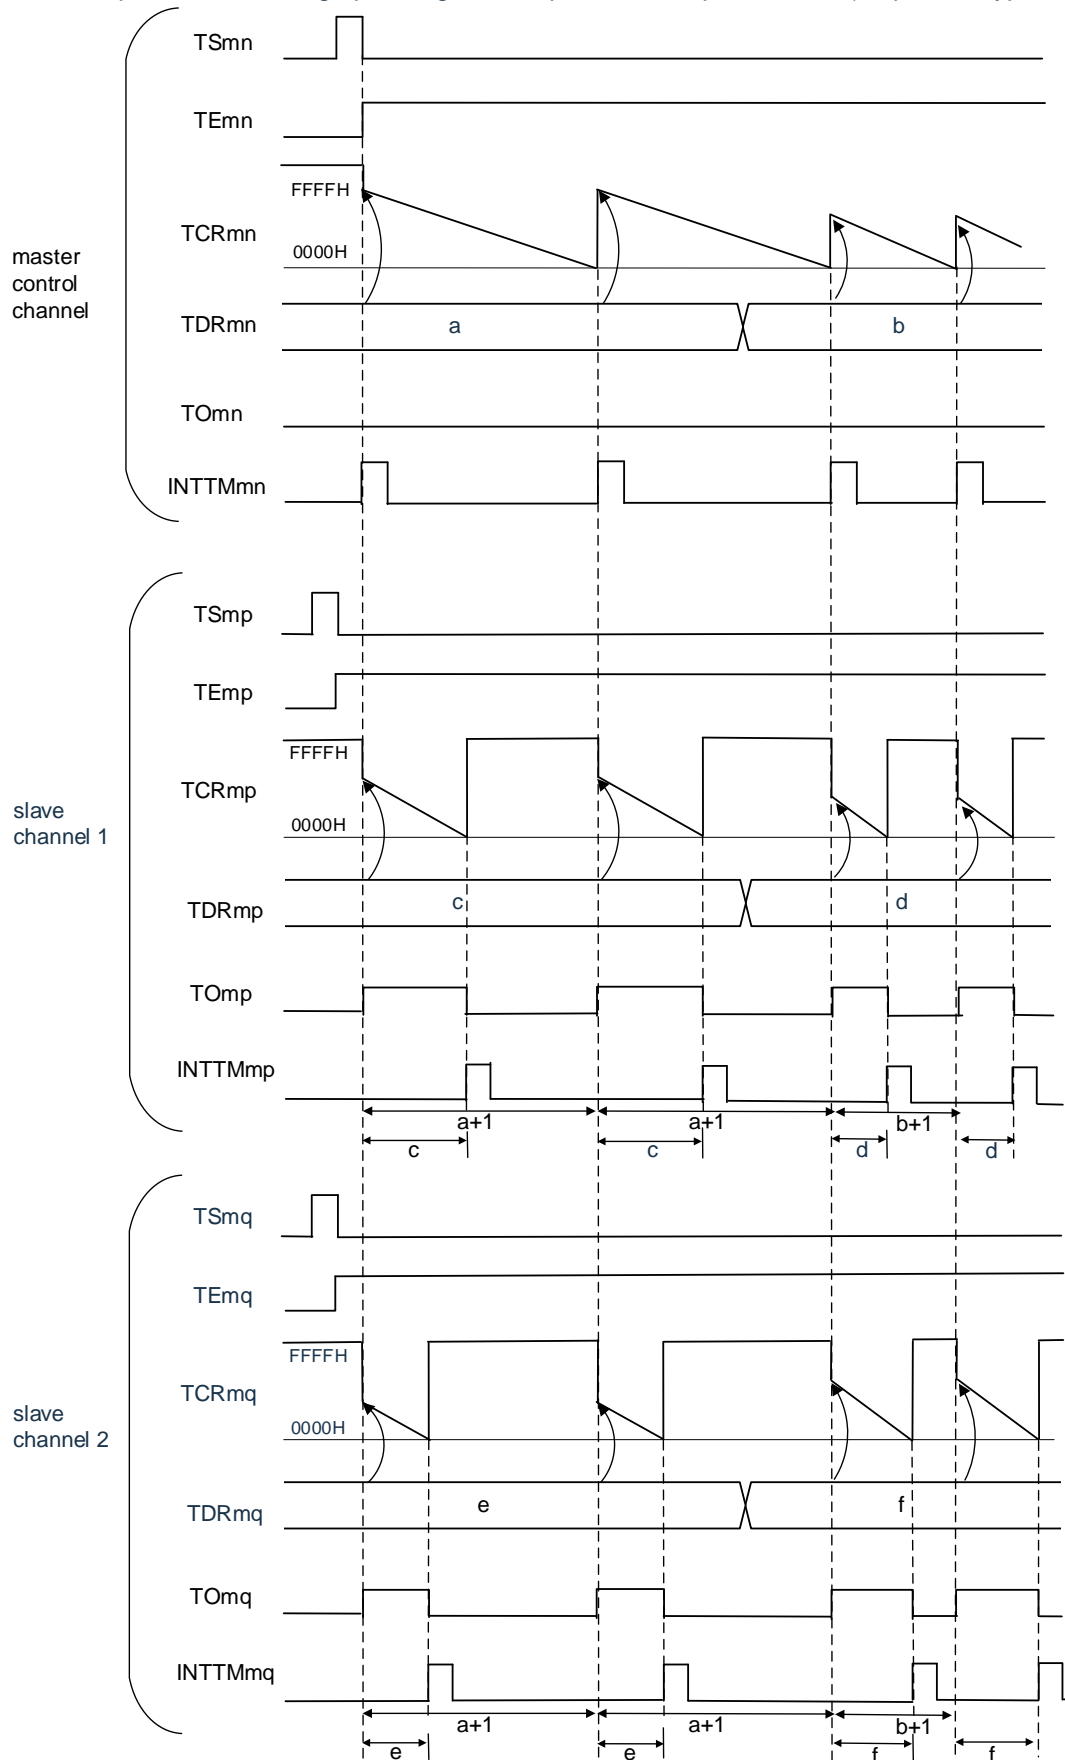 TSmn
TEmn
FFFFH
TCRmn
0000H
master
control
channel
TDRmn
a
b
TOmn
INTTMmn
TSmp
TEmp
FFFFH
TCRmp
0000H
slave
channel 1
TDRmp
c
d
TOmp
INTTMmp
a+1
a+1
b+1
c
c
d
d
TSmq
TEmq
FFFFH
TCRmq
0000H
slave
channel 2
TDRmq
e
f
TOmq
INTTMmq
a+1
a+1
b+1
e
e
f
f